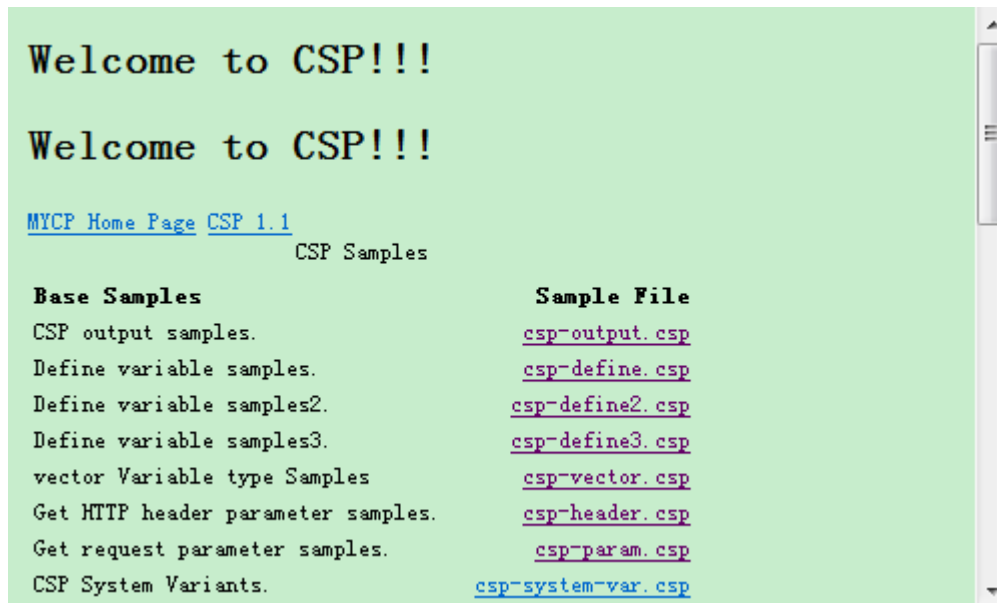 Welcome to CSP!!!
Welcome to CSP!!!
MYCP Home Page CSP 1.1
CSP Samples
Base Samples Sample File
CSP output samples. csp-output.csp
Define variable samples. csp-define.csp
Define variable samples2. csp-define2.csp
Define variable samples3. csp-define3.csp
vector Variable type Samples csp-vector.csp
Get HTTP header parameter samples. csp-header.csp
Get request parameter samples. csp-param.csp
CSP System Variants. csp-system-var.csp